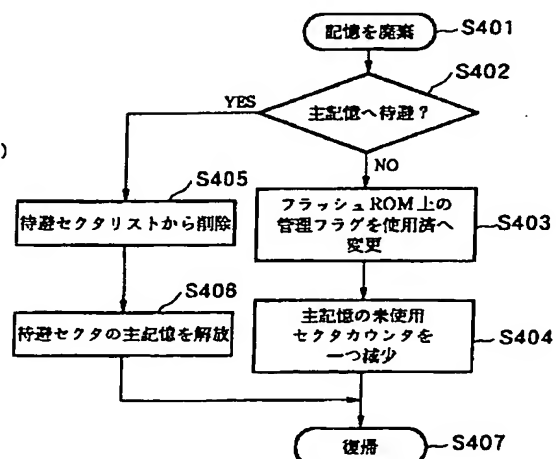 記憶を廃棄
S401
S402
主記憶へ待避?
YES
NO
)
S405
待避セクタリストから削除
フラッシュROM上の
管理フラグを使用済へ
変更
S403
S406
待避セクタの主記憶を解放
主記憶の未使用
セクタカウンタを
一つ減少
S404
復帰
S407